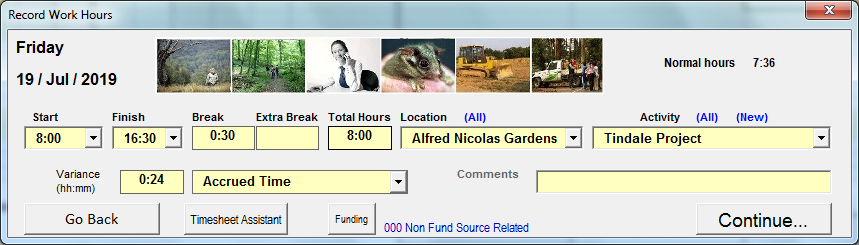 Record Work Hours
Friday
19 / Jul / 2019
Normal hours 7:36
Start Finish Break Extra Break Total Hours Location (All) Activity (All) (New)
8:00 16:30 0:30 8:00 Alfred Nicolas Gardens Tindale Project
Variance (hh:mm) 0:24 Accrued Time Comments
Go Back Timesheet Assistant Funding 000 Non Fund Source Related Continue...